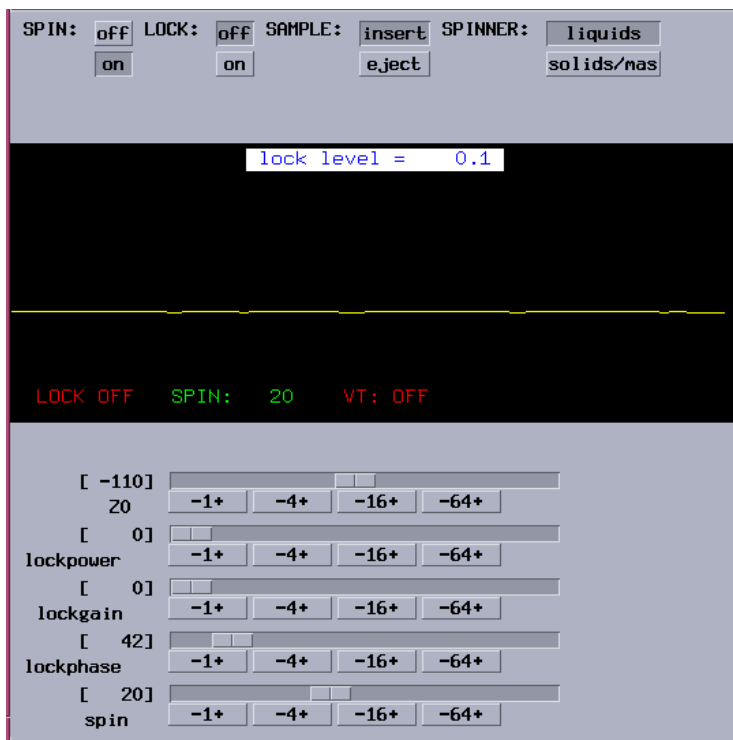 SPIN: off LOCK: off SAMPLE: insert SPINNER: liquids
on on eject solids/mas
lock level = 0.1
LOCK OFF SPIN: 20 VT: OFF
[ -110]
Z0 -1+ -4+ -16+ -64+
[ 0]
lockpower -1+ -4+ -16+ -64+
[ 0]
lockgain -1+ -4+ -16+ -64+
[ 42]
lockphase -1+ -4+ -16+ -64+
[ 20]
spin -1+ -4+ -16+ -64+